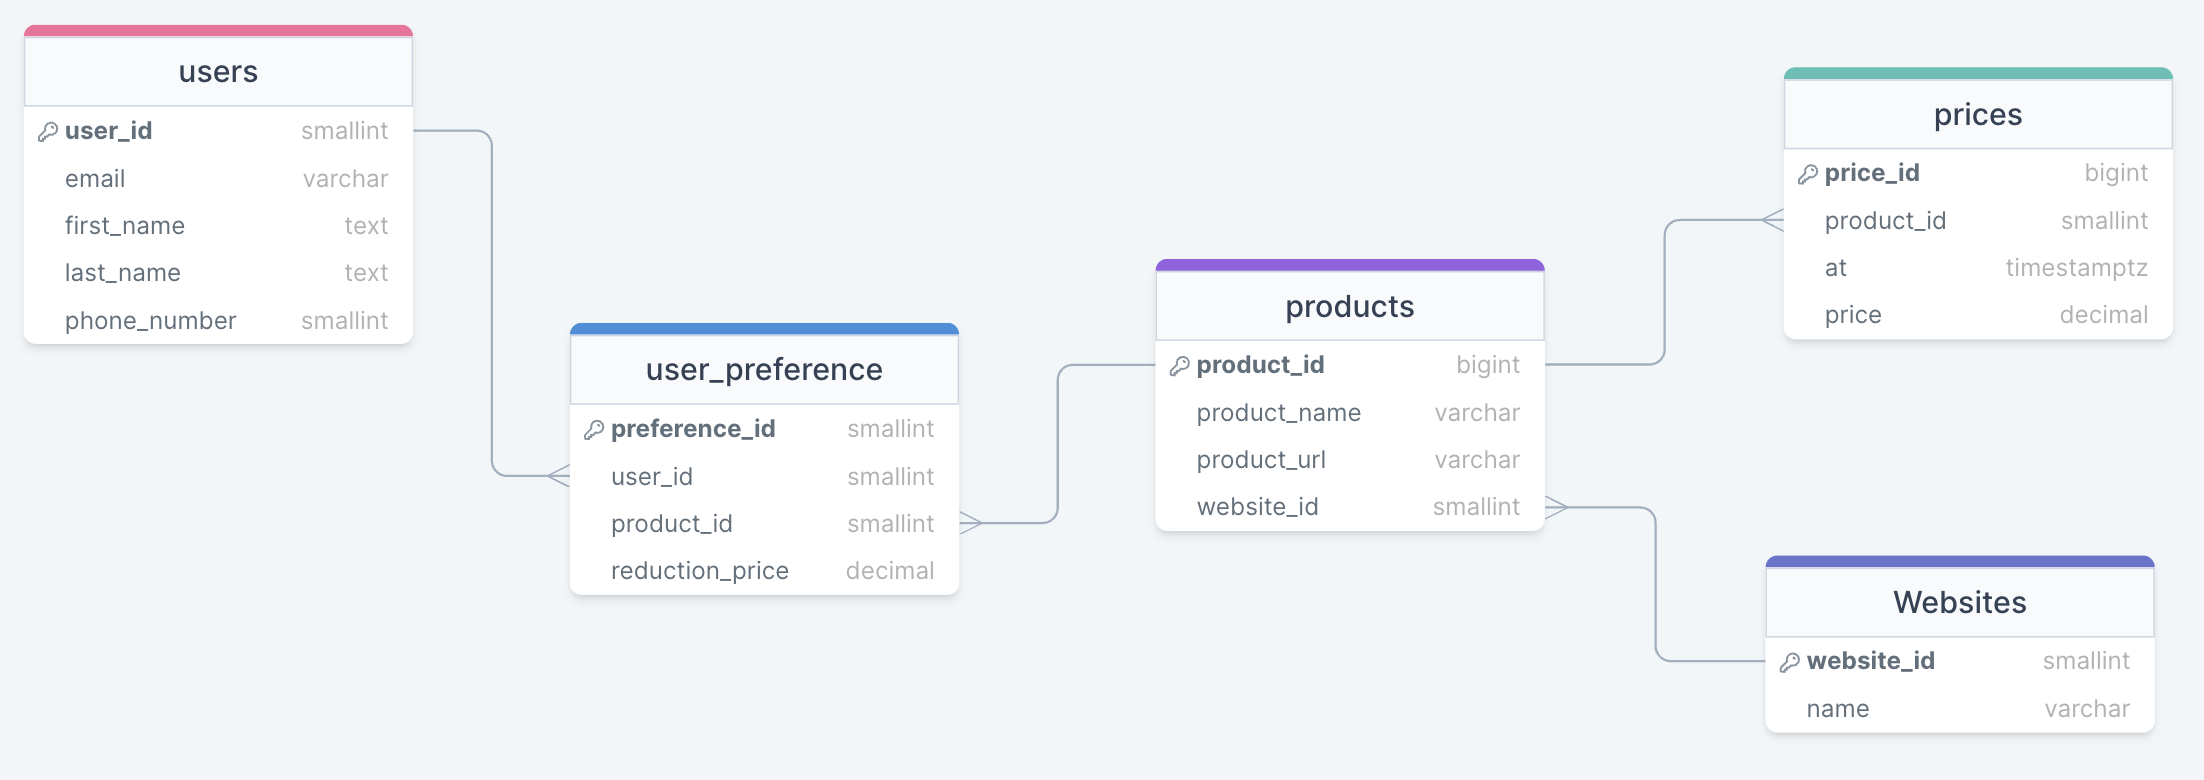 users
user_id smallint
email varchar
first_name text
last_name text
phone_number smallint
user_preference
preference_id smallint
user_id smallint
product_id smallint
reduction_price decimal
products
product_id bigint
product_name varchar
product_url varchar
website_id smallint
prices
price_id bigint
product_id smallint
at timestamptz
price decimal
Websites
website_id smallint
name varchar